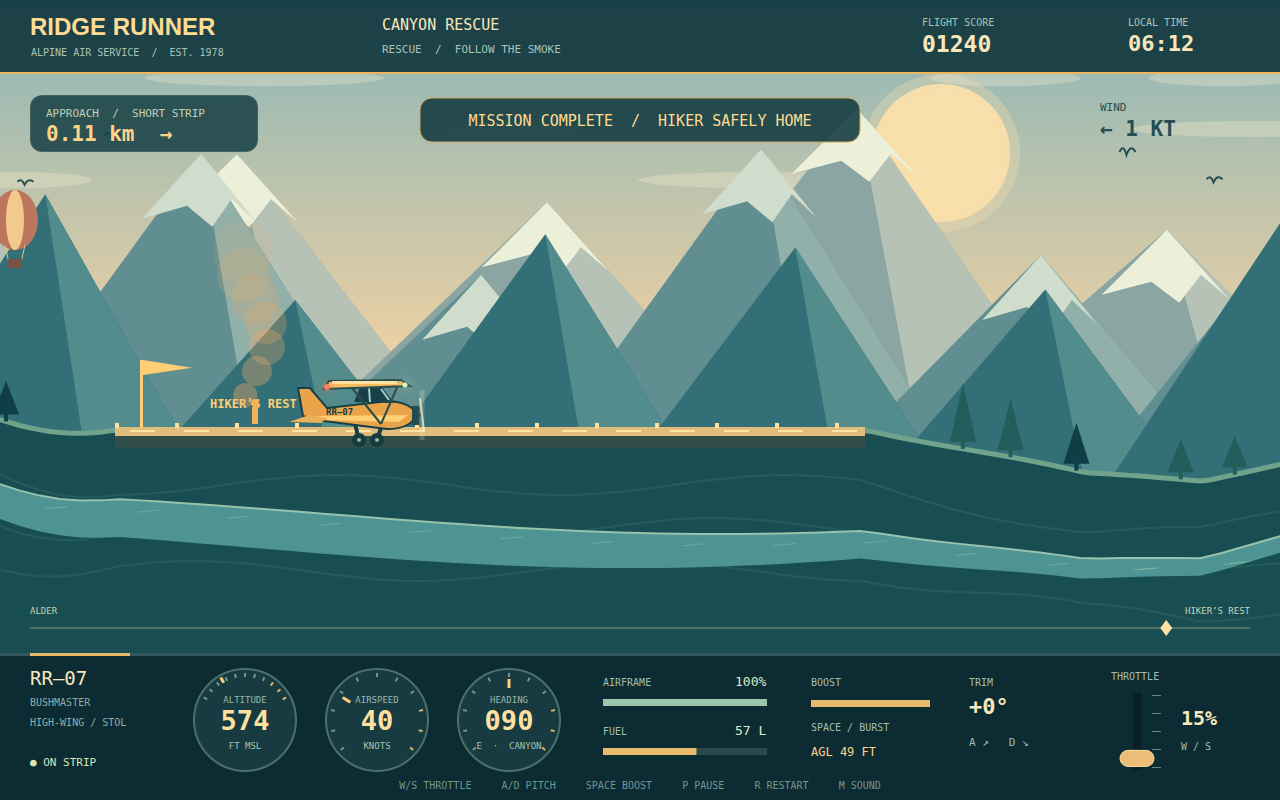 RIDGE RUNNER
ALPINE AIR SERVICE / EST. 1978
CANYON RESCUE
RESCUE / FOLLOW THE SMOKE
FLIGHT SCORE
01240
LOCAL TIME
06:12
APPROACH / SHORT STRIP
0.11 km →
MISSION COMPLETE / HIKER SAFELY HOME
WIND
← 1 KT
HIKER'S REST
RR—07
ALDER
HIKER'S REST
RR—07
BUSHMASTER
HIGH-WING / STOL
● ON STRIP
ALTITUDE
574
FT MSL
AIRSPEED
40
KNOTS
HEADING
090
E · CANYON
AIRFRAME 100%
FUEL 57 L
BOOST
SPACE / BURST
AGL 49 FT
TRIM
+0°
A ↗ D ↘
THROTTLE
15%
W / S
W/S THROTTLE A/D PITCH SPACE BOOST P PAUSE R RESTART M SOUND